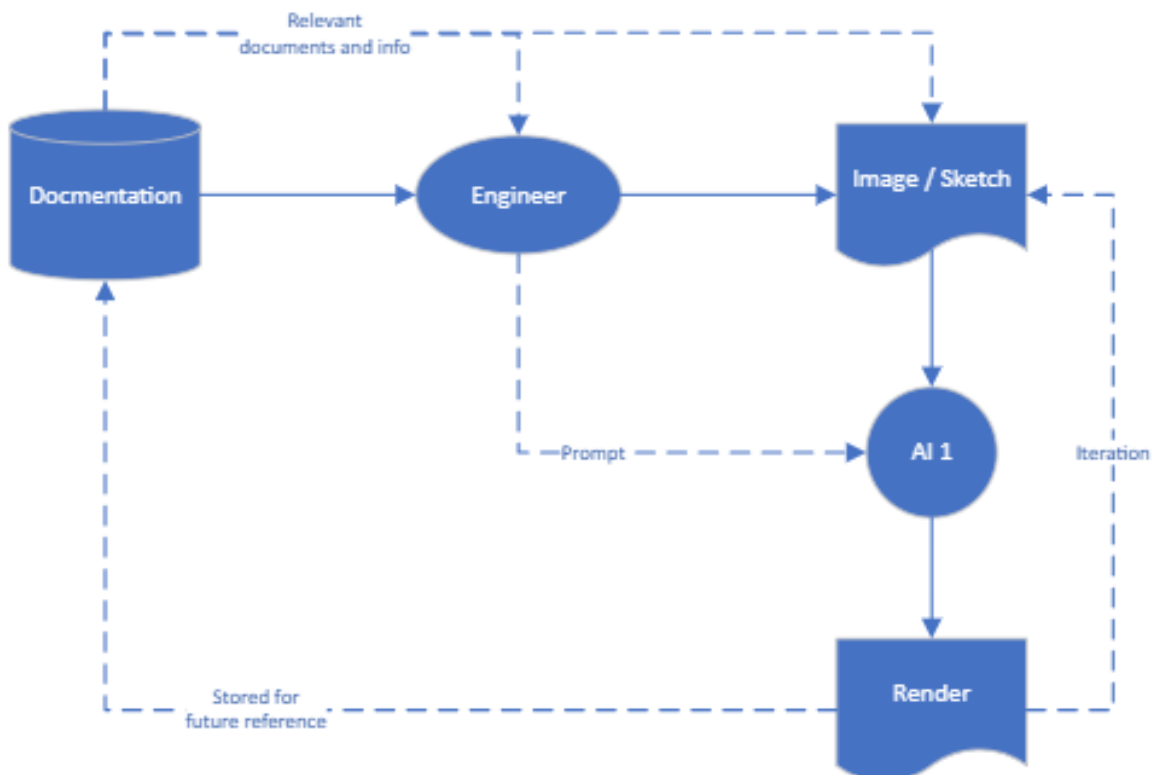 Relevant
documents and info
Docmentation
Engineer
Image / Sketch
Prompt
AI 1
Iteration
Stored for
future reference
Render